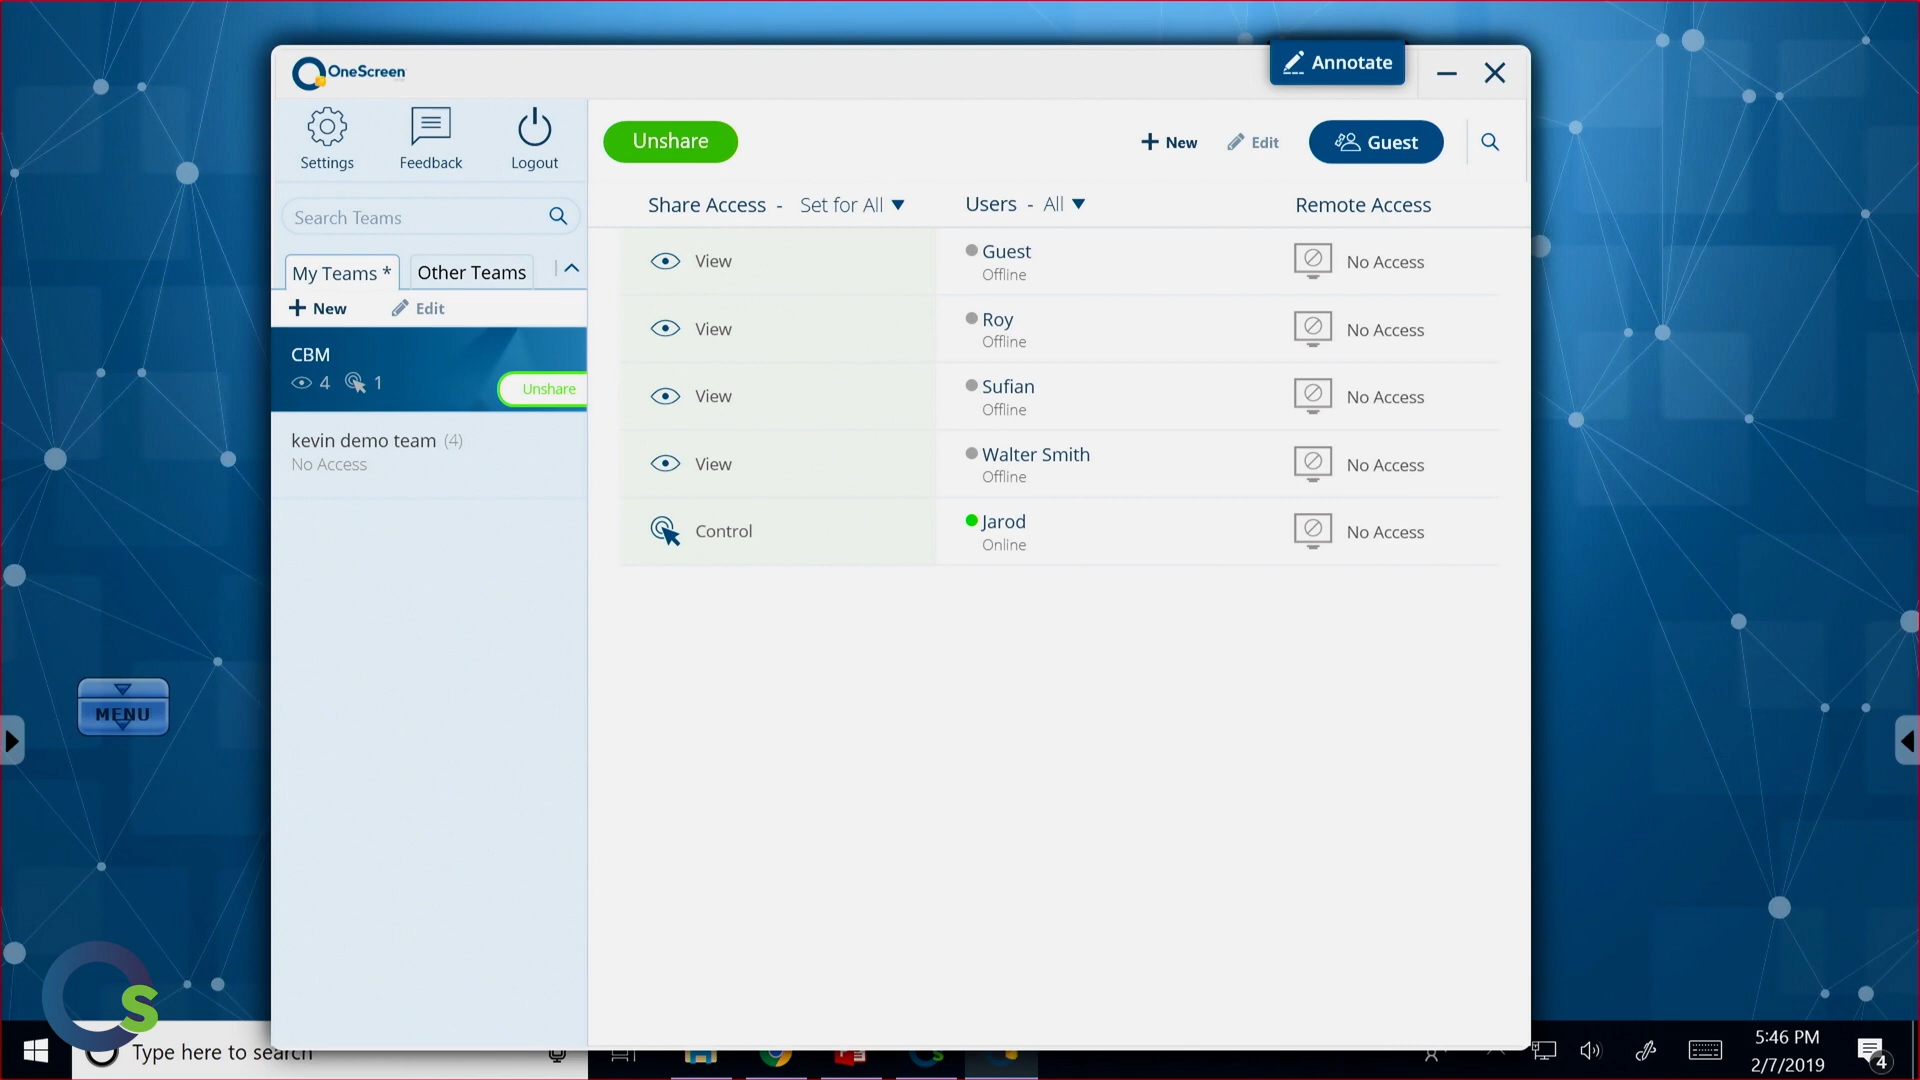 OneScreen
Annotate
Settings
Feedback
Logout
Unshare
New
Edit
Guest
Search Teams
Share Access - Set for All
Users - All
Remote Access
My Teams *
Other Teams
New
Edit
CBM
4 1
Unshare
kevin demo team (4)
No Access
View
Guest
Offline
No Access
View
Roy
Offline
No Access
View
Sufian
Offline
No Access
View
Walter Smith
Offline
No Access
Control
Jarod
Online
No Access
MENU
S
Type here to search
5:46 PM
2/7/2019
4